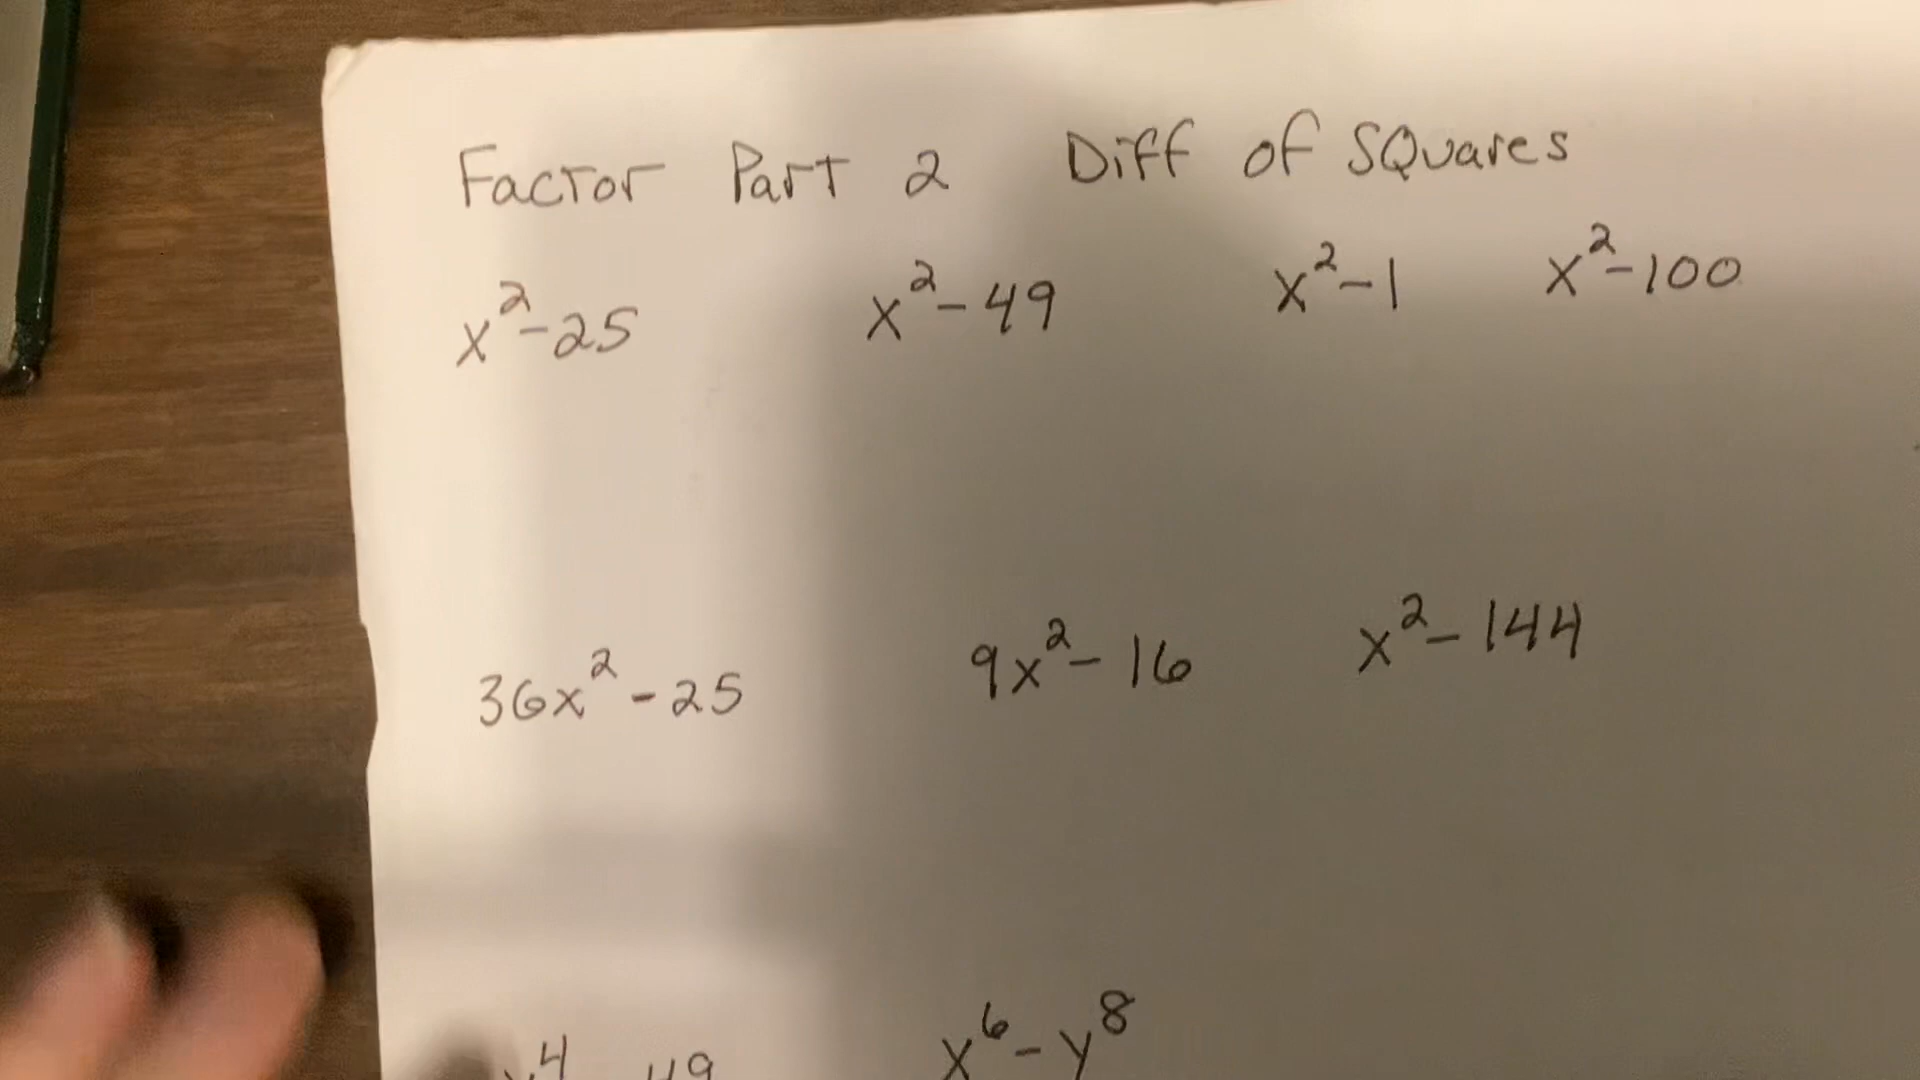 Factor Part 2 Diff of Squares
x²-25 x²-49 x²-1 x²-100
36x²-25 9x²-16 x²-144
x⁶-y⁸